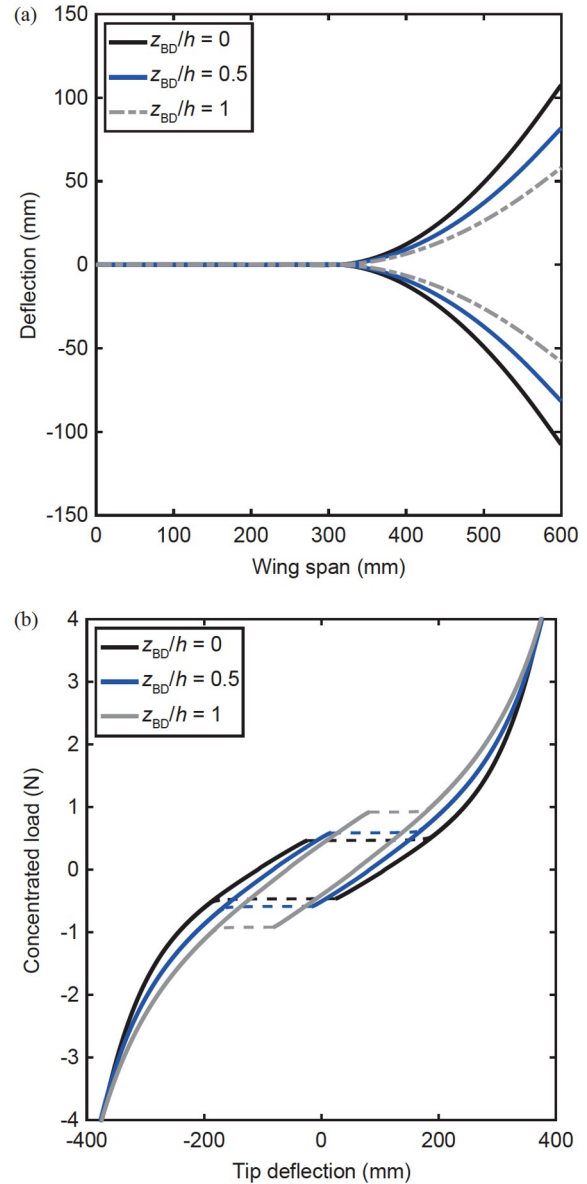 (a)
150
100
50
0
-50
-100
-150
Deflection (mm)
z_BD/h = 0
z_BD/h = 0.5
z_BD/h = 1
0 100 200 300 400 500 600
Wing span (mm)
(b)
4
3
2
1
0
-1
-2
-3
-4
Concentrated load (N)
z_BD/h = 0
z_BD/h = 0.5
z_BD/h = 1
-400 -200 0 200 400
Tip deflection (mm)